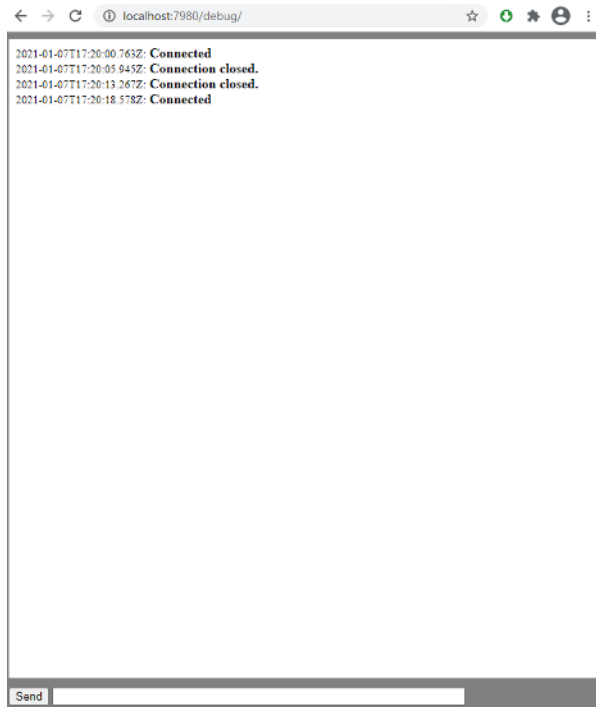 localhost:7980/debug/
2021-01-07T17:20:00.763Z: Connected
2021-01-07T17:20:05.945Z: Connection closed.
2021-01-07T17:20:13.267Z: Connection closed.
2021-01-07T17:20:18.578Z: Connected
Send